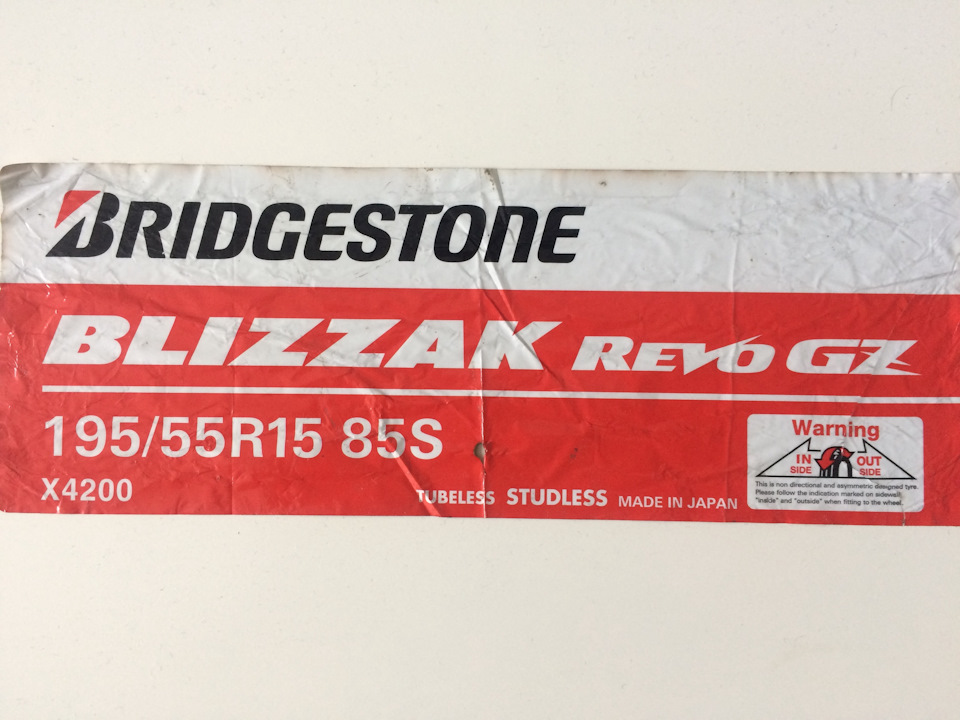 BRIDGESTONE
BLIZZAK REVO GZ
195/55R15 85S
X4200
TUBELESS STUDLESS MADE IN JAPAN
Warning
IN SIDE OUT SIDE
This is non directional and asymmetric designed tyre.
Please follow the indication marked on sidewall
"inside" and "outside" when fitting to the wheel.